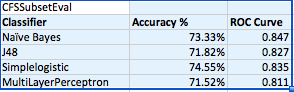 CFSSubsetEval
Classifier Accuracy % ROC Curve
Naïve Bayes 73.33% 0.847
J48 71.82% 0.827
Simplelogistic 74.55% 0.835
MultiLayerPerceptron 71.52% 0.811